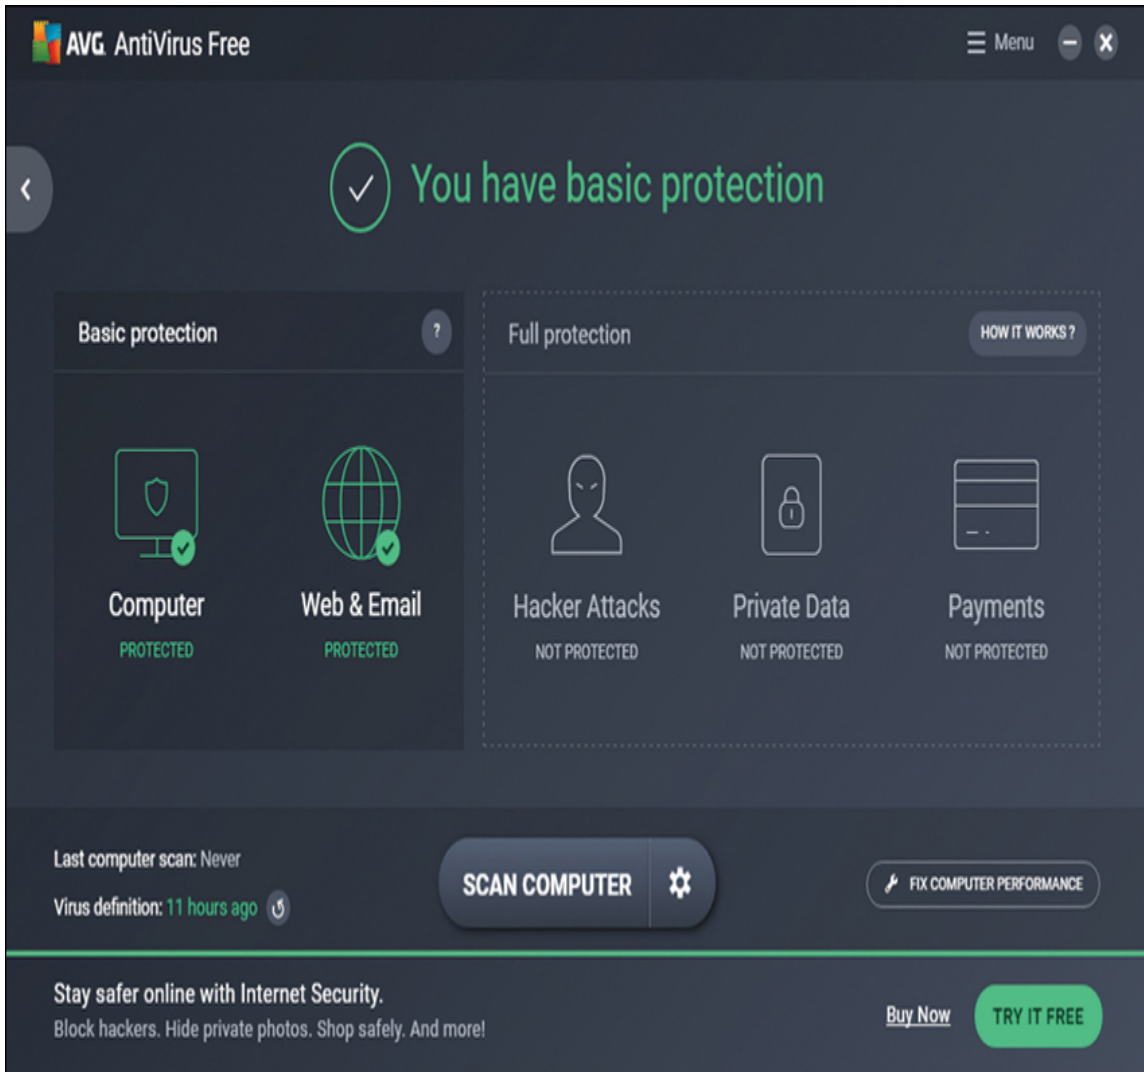 AVG. AntiVirus Free
Menu
You have basic protection
Basic protection
?
Full protection
HOW IT WORKS ?
Computer
PROTECTED
Web & Email
PROTECTED
Hacker Attacks
NOT PROTECTED
Private Data
NOT PROTECTED
Payments
NOT PROTECTED
Last computer scan: Never
Virus definition: 11 hours ago
SCAN COMPUTER
FIX COMPUTER PERFORMANCE
Stay safer online with Internet Security.
Block hackers. Hide private photos. Shop safely. And more!
Buy Now
TRY IT FREE